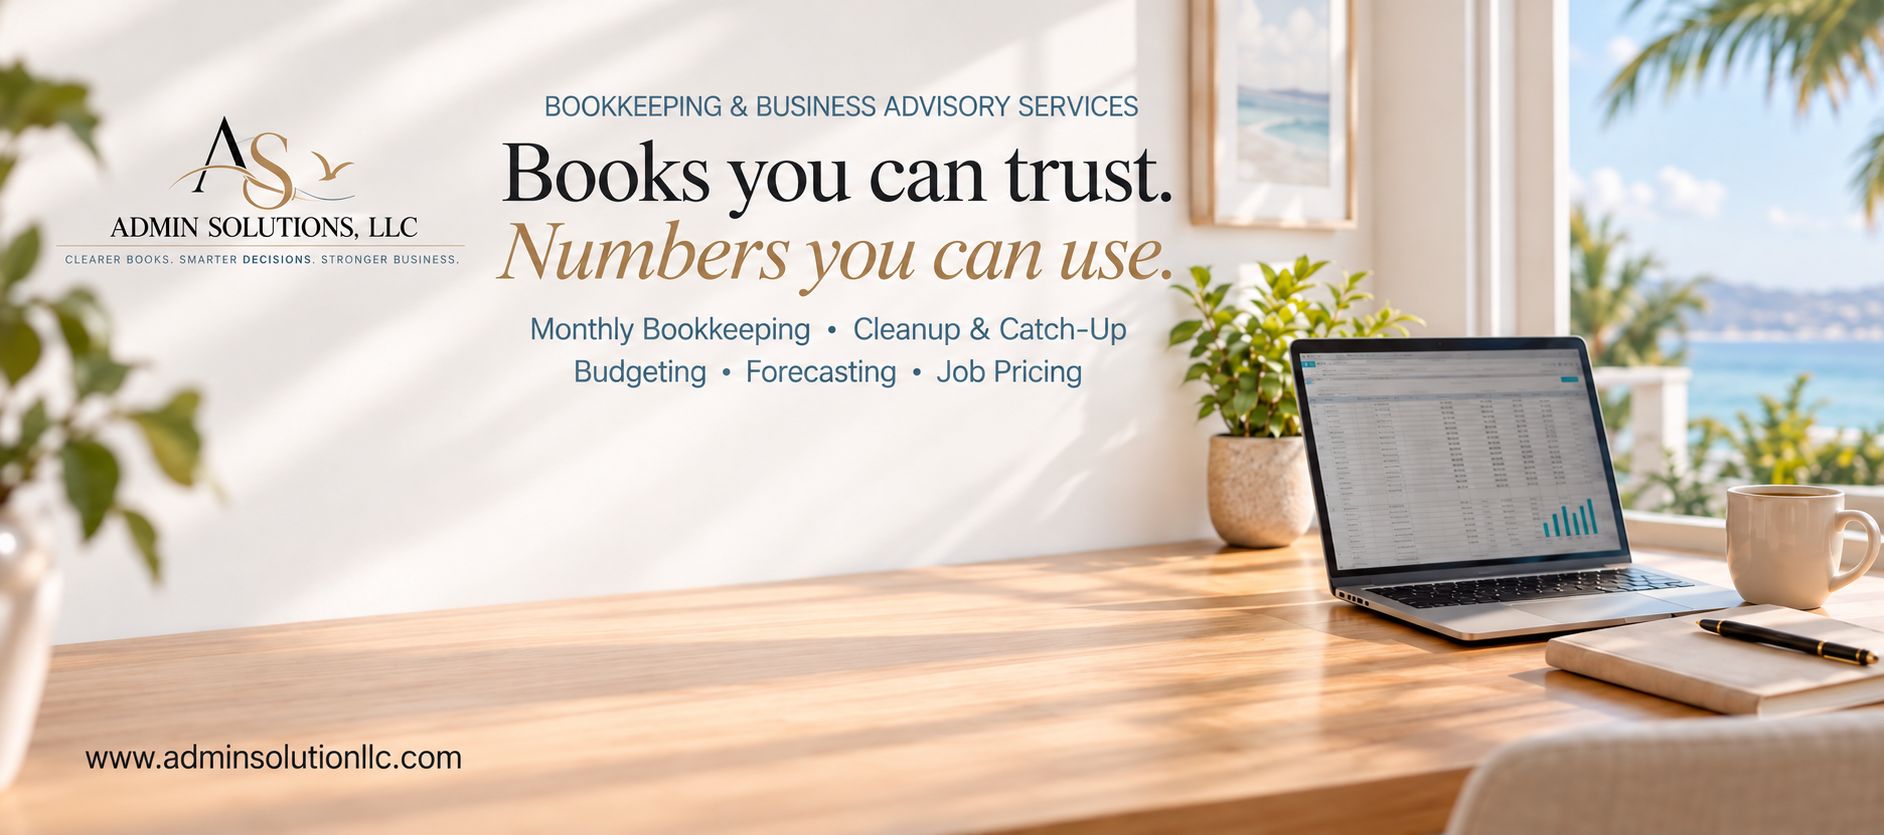 AS
ADMIN SOLUTIONS, LLC
CLEARER BOOKS. SMARTER DECISIONS. STRONGER BUSINESS.
BOOKKEEPING & BUSINESS ADVISORY SERVICES
Books you can trust.
Numbers you can use.
Monthly Bookkeeping • Cleanup & Catch-Up
Budgeting • Forecasting • Job Pricing
www.adminsolutionllc.com